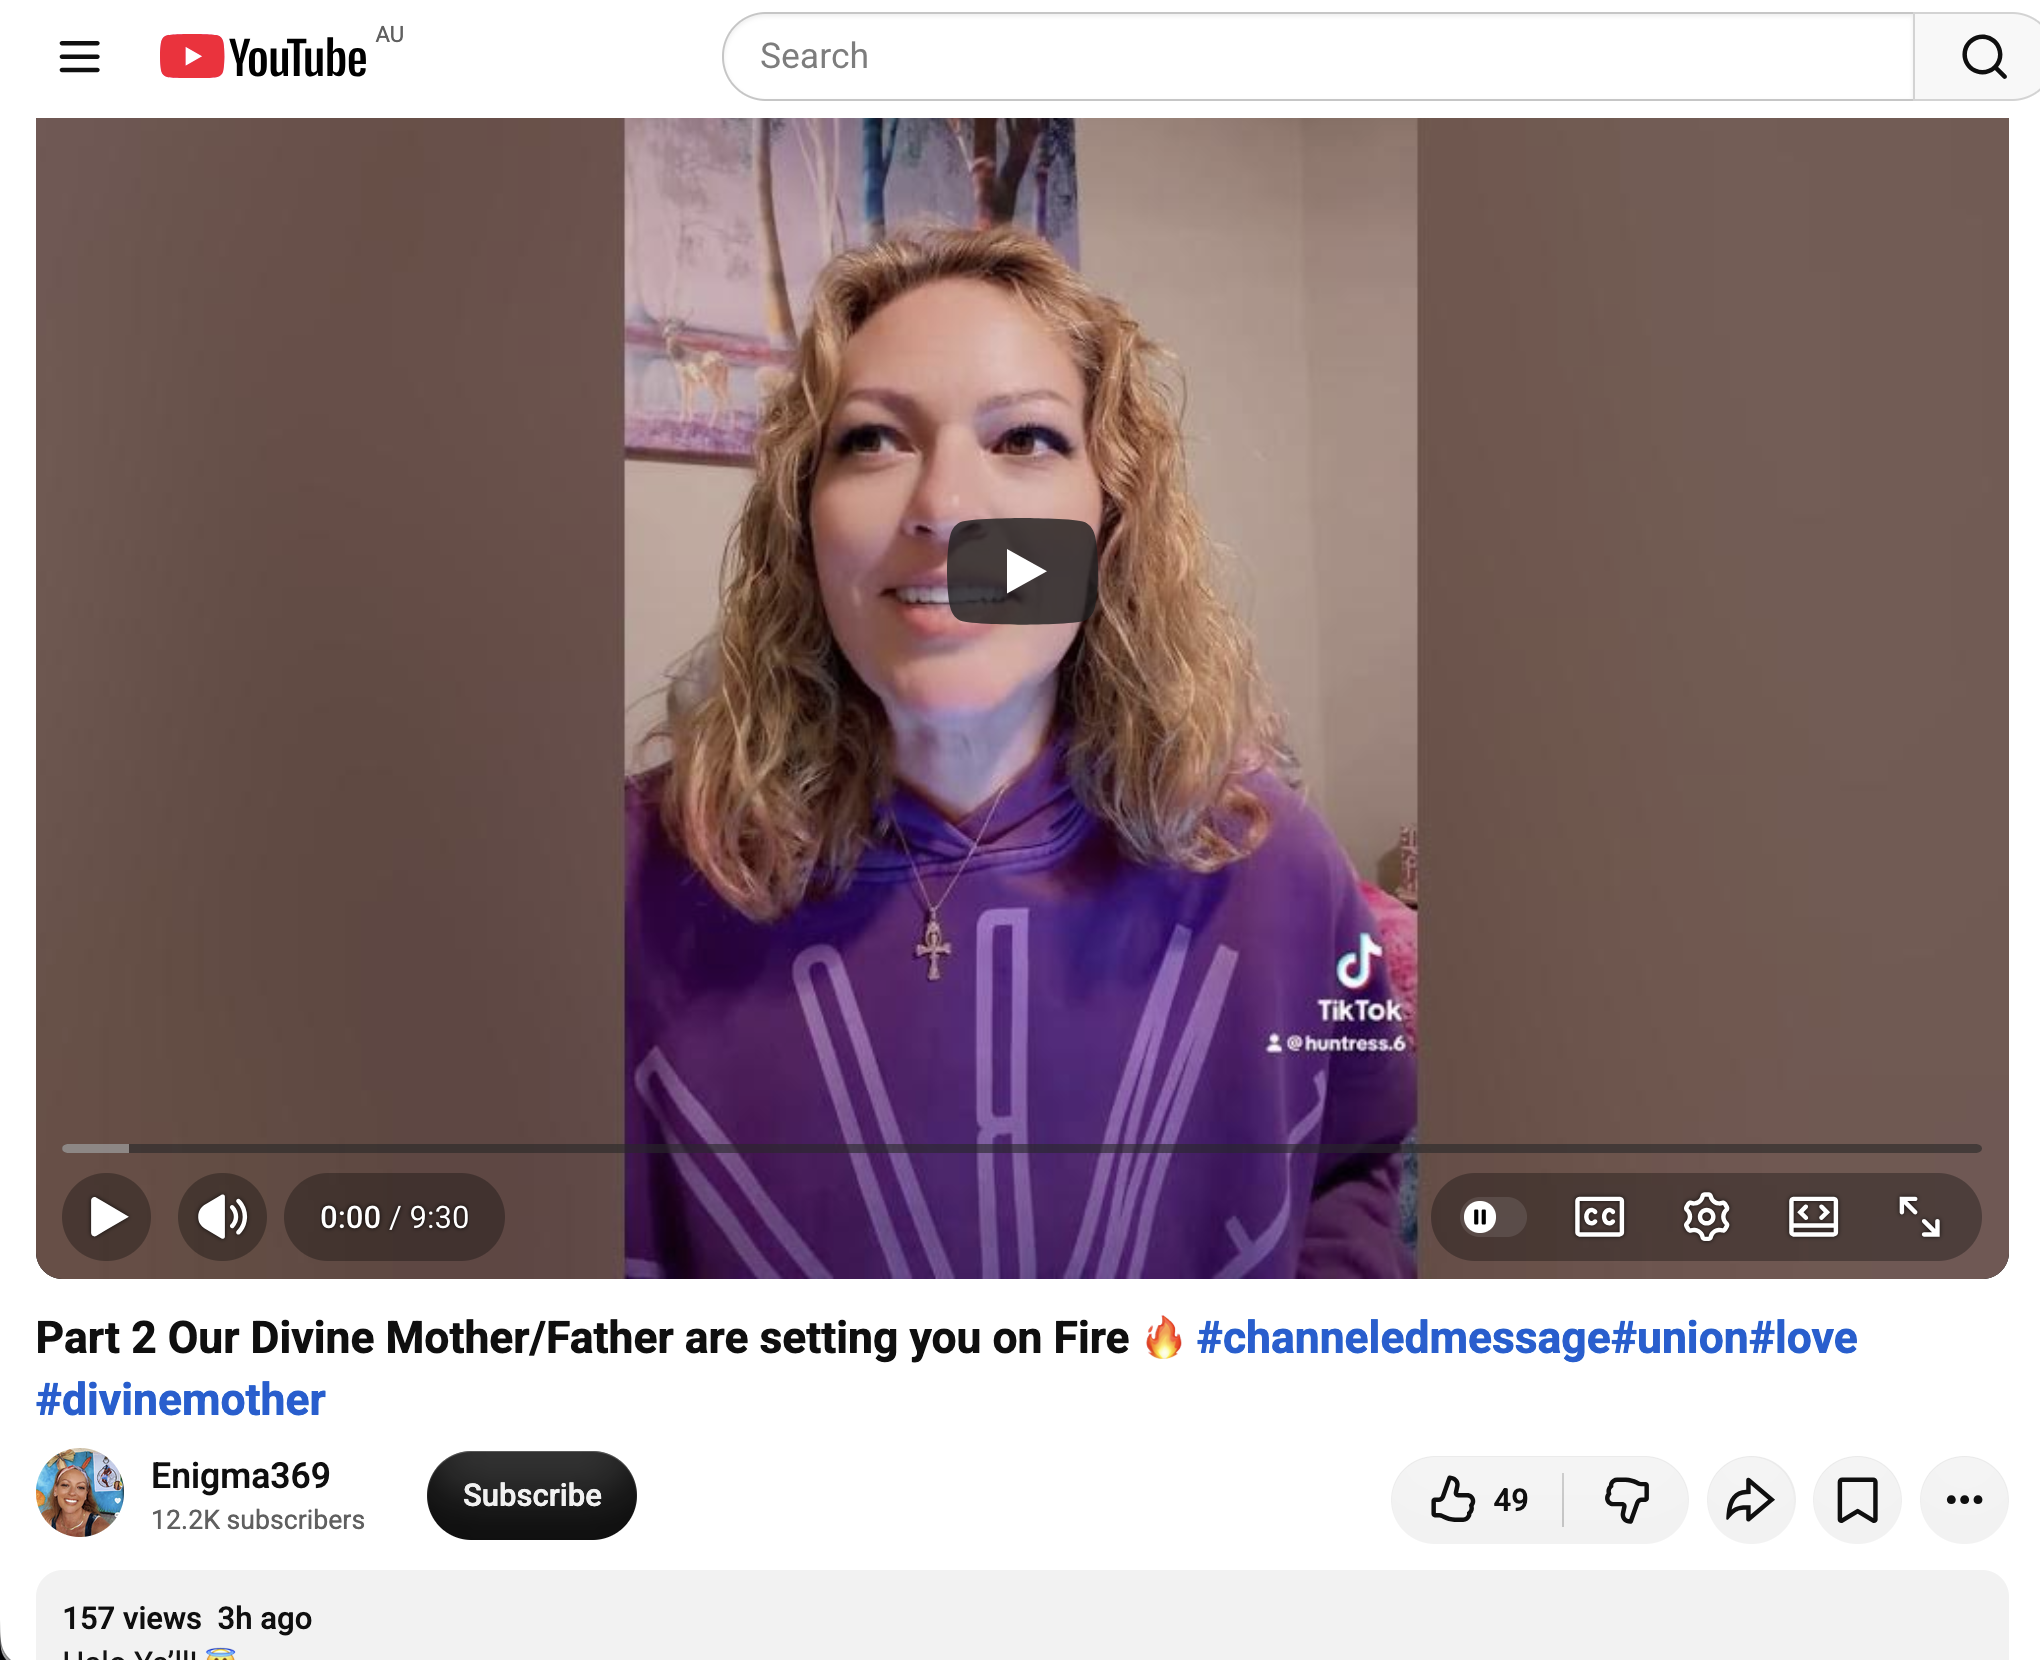 YouTube AU
Search
TikTok
@huntress.6
0:00 / 9:30
CC
Part 2 Our Divine Mother/Father are setting you on Fire 🔥 #channeledmessage#union#love
#divinemother
Enigma369
12.2K subscribers
Subscribe
49
157 views 3h ago